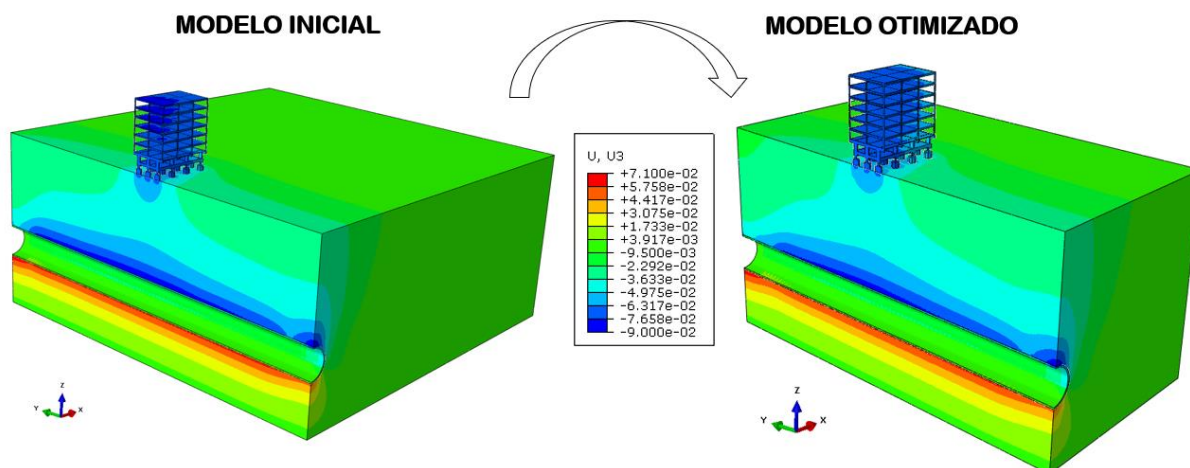 MODELO INICIAL
MODELO OTIMIZADO
U, U3
+7.100e-02
+5.758e-02
+4.417e-02
+3.075e-02
+1.733e-02
+3.917e-03
-9.500e-03
-2.292e-02
-3.633e-02
-4.975e-02
-6.317e-02
-7.658e-02
-9.000e-02
Z
Y
X
Z
Y
X